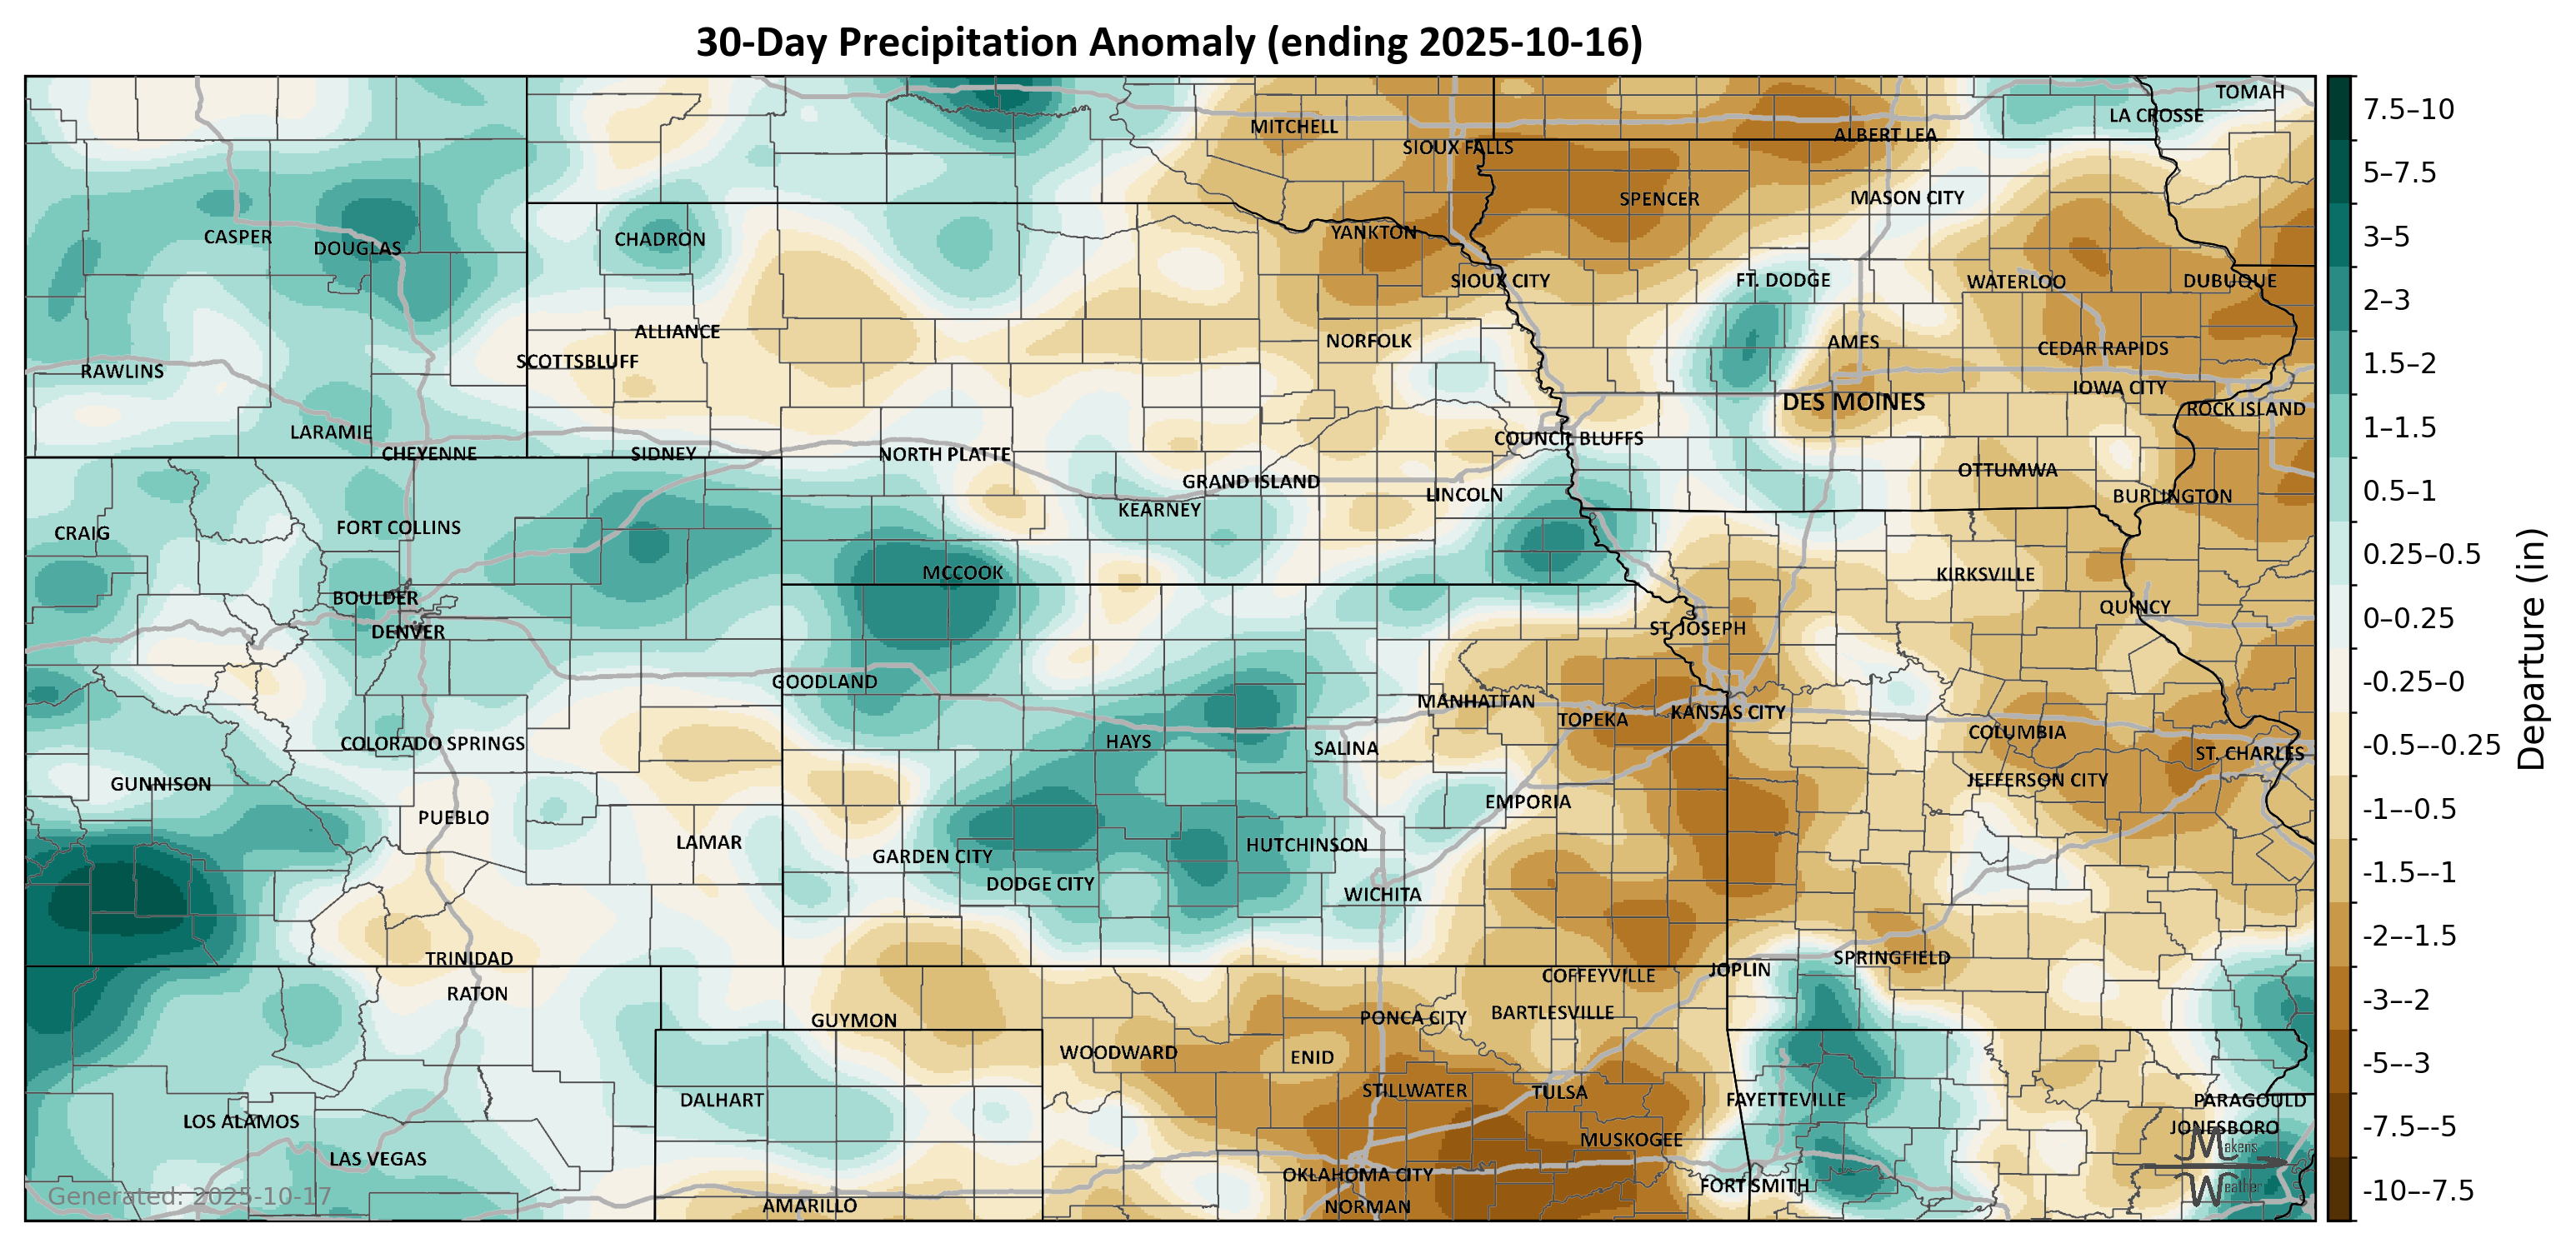 30-Day Precipitation Anomaly (ending 2025-10-16)
TOMAH
LA CROSSE
MITCHELL
ALBERT LEA
SIOUX FALLS
SPENCER
MASON CITY
CASPER
DOUGLAS
CHADRON
YANKTON
SIOUX CITY
FT. DODGE
WATERLOO
DUBUQUE
ALLIANCE
SCOTTSBLUFF
NORFOLK
AMES
CEDAR RAPIDS
RAWLINS
IOWA CITY
DES MOINES
ROCK ISLAND
LARAMIE
CHEYENNE
SIDNEY
NORTH PLATTE
COUNCIL BLUFFS
GRAND ISLAND
LINCOLN
OTTUMWA
BURLINGTON
KEARNEY
CRAIG
FORT COLLINS
MCCOOK
KIRKSVILLE
BOULDER
QUINCY
DENVER
ST. JOSEPH
GOODLAND
MANHATTAN
TOPEKA
KANSAS CITY
COLORADO SPRINGS
HAYS
SALINA
COLUMBIA
ST. CHARLES
GUNNISON
JEFFERSON CITY
EMPORIA
PUEBLO
LAMAR
GARDEN CITY
HUTCHINSON
DODGE CITY
WICHITA
TRINIDAD
COFFEYVILLE
JOPLIN
SPRINGFIELD
RATON
GUYMON
PONCA CITY
BARTLESVILLE
WOODWARD
ENID
STILLWATER
TULSA
DALHART
FAYETTEVILLE
PARAGOULD
LOS ALAMOS
JONESBORO
MUSKOGEE
LAS VEGAS
OKLAHOMA CITY
FORT SMITH
AMARILLO
NORMAN
Generated: 2025-10-17
Makens
Weather
7.5–10
5–7.5
3–5
2–3
1.5–2
1–1.5
0.5–1
0.25–0.5
0–0.25
-0.25–0
-0.5–-0.25
-1–-0.5
-1.5–-1
-2–-1.5
-3–-2
-5–-3
-7.5–-5
-10–-7.5
Departure (in)